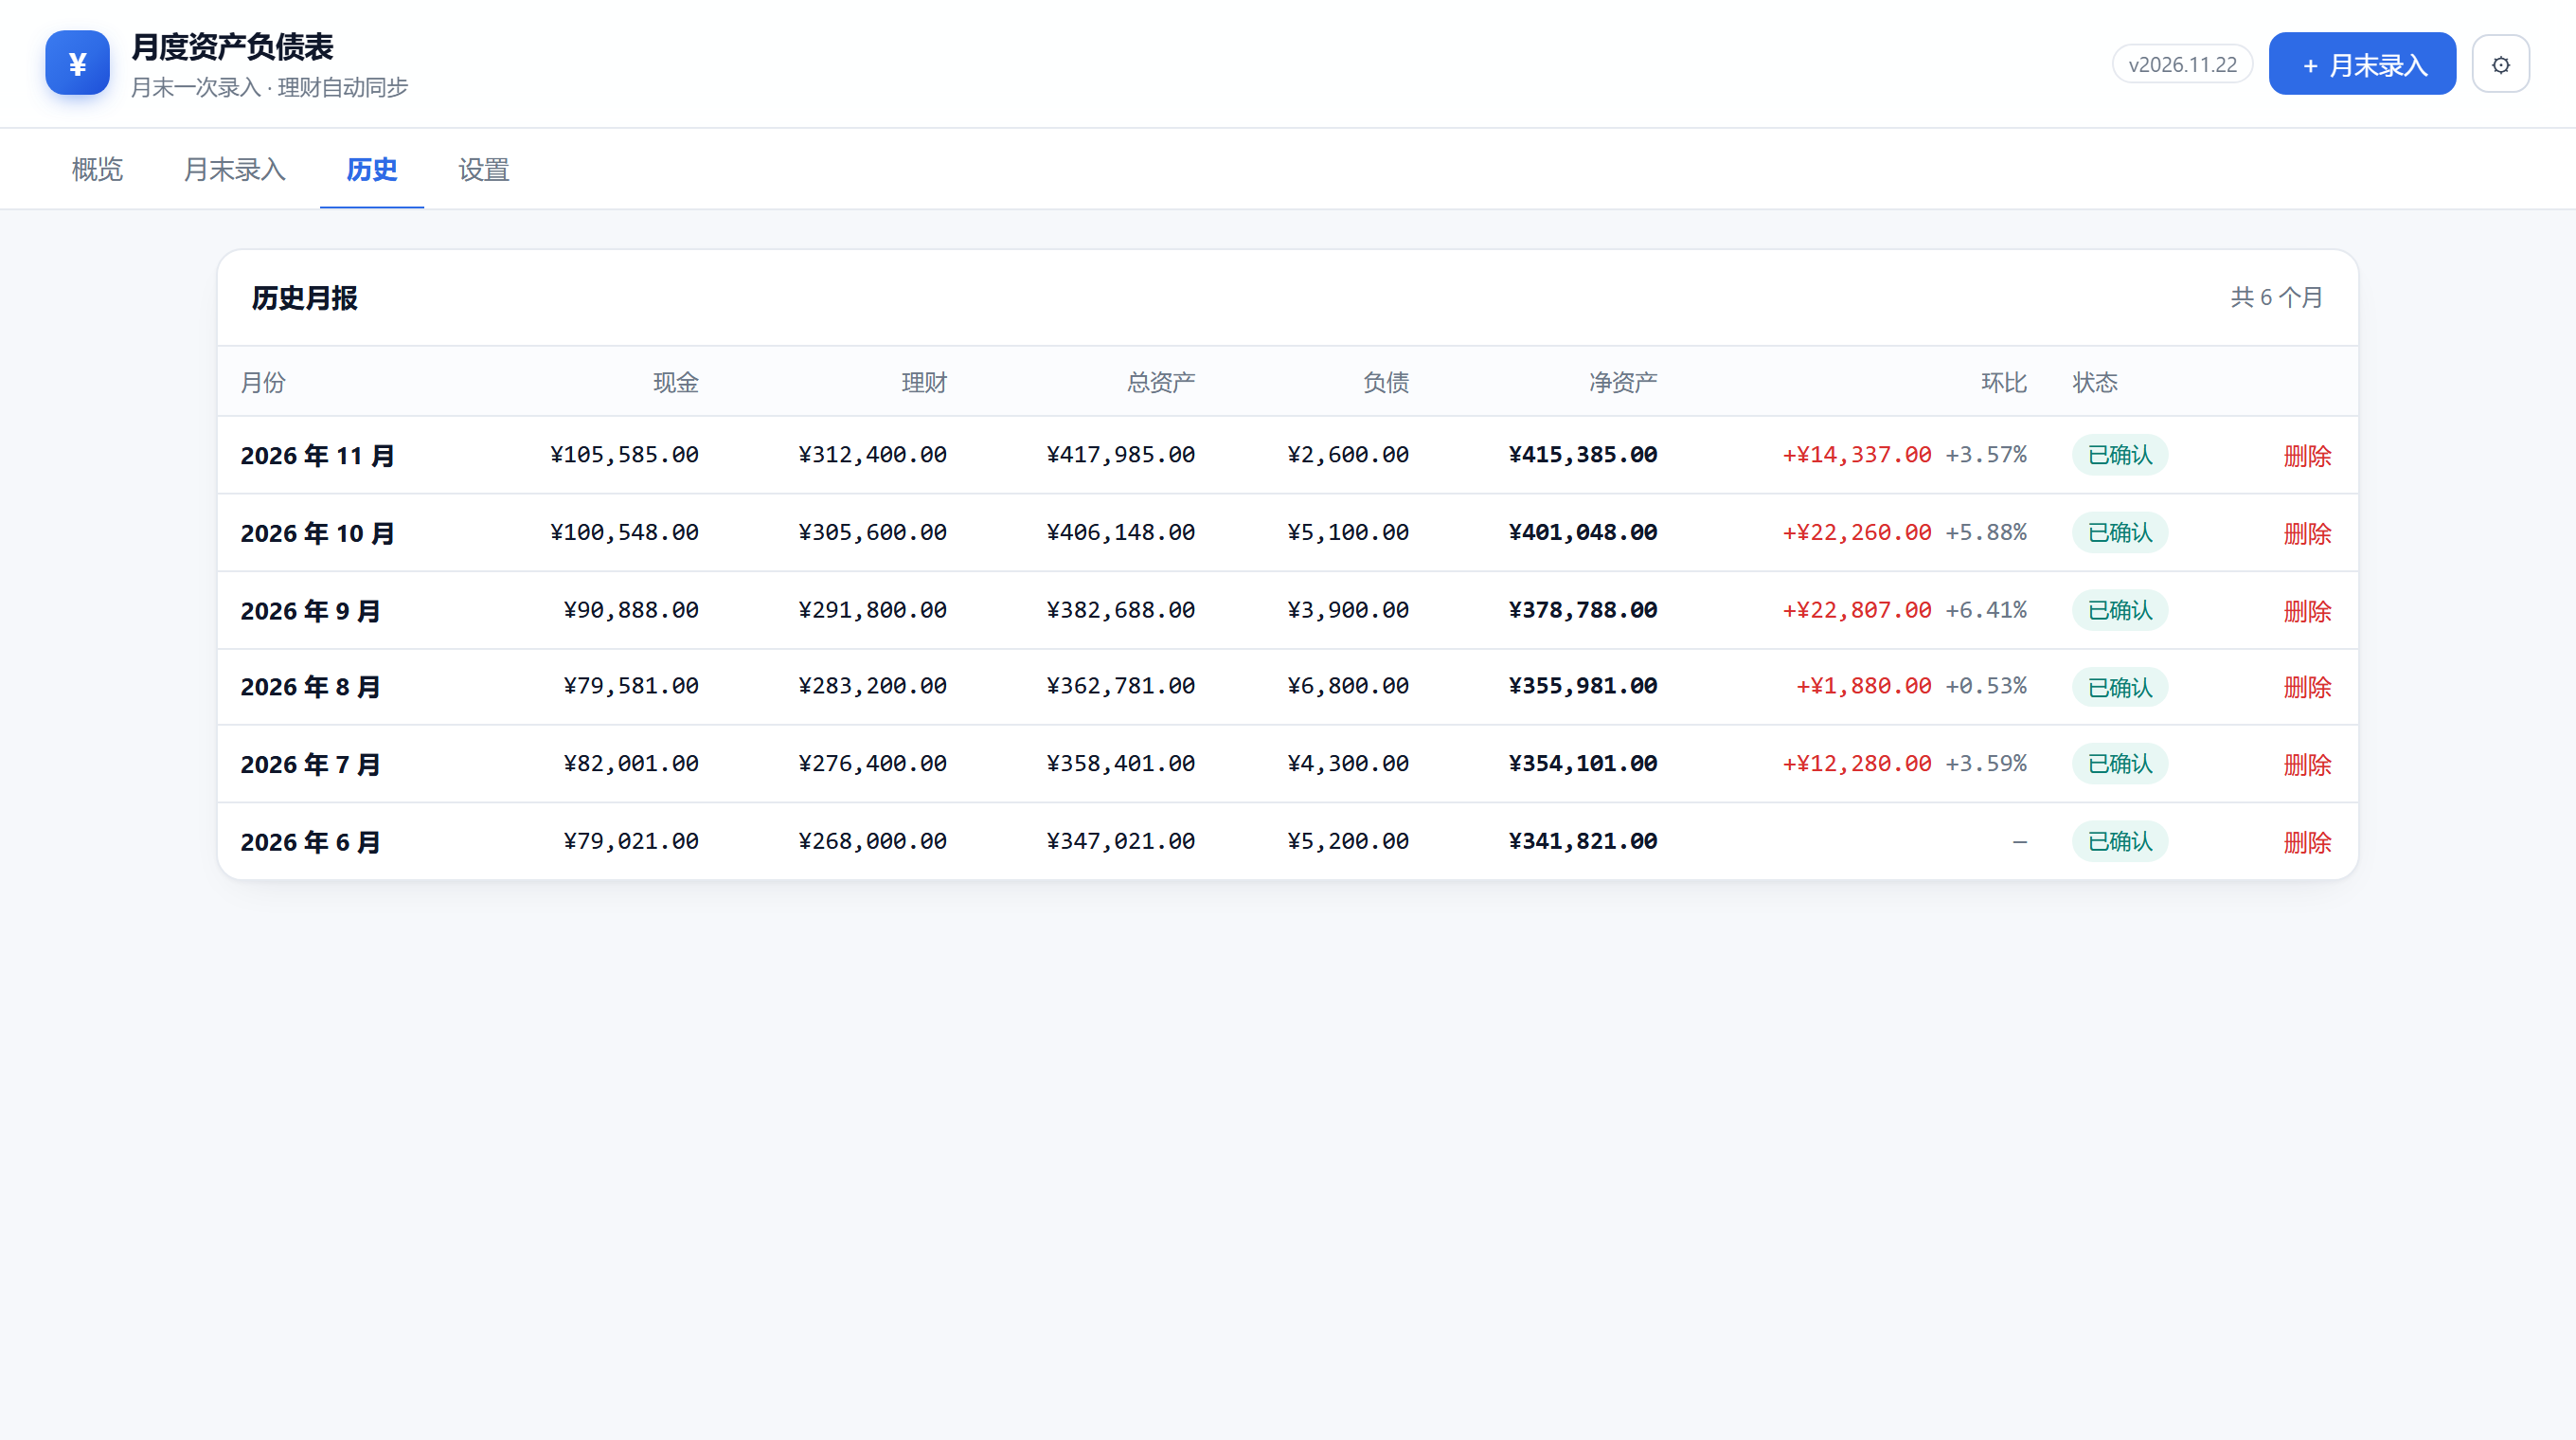 ¥
月度资产负债表
月末一次录入 · 理财自动同步
v2026.11.22
+ 月末录入
概览 月末录入 历史 设置
历史月报 共 6 个月
月份 现金 理财 总资产 负债 净资产 环比 状态
2026 年 11 月 ¥105,585.00 ¥312,400.00 ¥417,985.00 ¥2,600.00 ¥415,385.00 +¥14,337.00 +3.57% 已确认 删除
2026 年 10 月 ¥100,548.00 ¥305,600.00 ¥406,148.00 ¥5,100.00 ¥401,048.00 +¥22,260.00 +5.88% 已确认 删除
2026 年 9 月 ¥90,888.00 ¥291,800.00 ¥382,688.00 ¥3,900.00 ¥378,788.00 +¥22,807.00 +6.41% 已确认 删除
2026 年 8 月 ¥79,581.00 ¥283,200.00 ¥362,781.00 ¥6,800.00 ¥355,981.00 +¥1,880.00 +0.53% 已确认 删除
2026 年 7 月 ¥82,001.00 ¥276,400.00 ¥358,401.00 ¥4,300.00 ¥354,101.00 +¥12,280.00 +3.59% 已确认 删除
2026 年 6 月 ¥79,021.00 ¥268,000.00 ¥347,021.00 ¥5,200.00 ¥341,821.00 — 已确认 删除